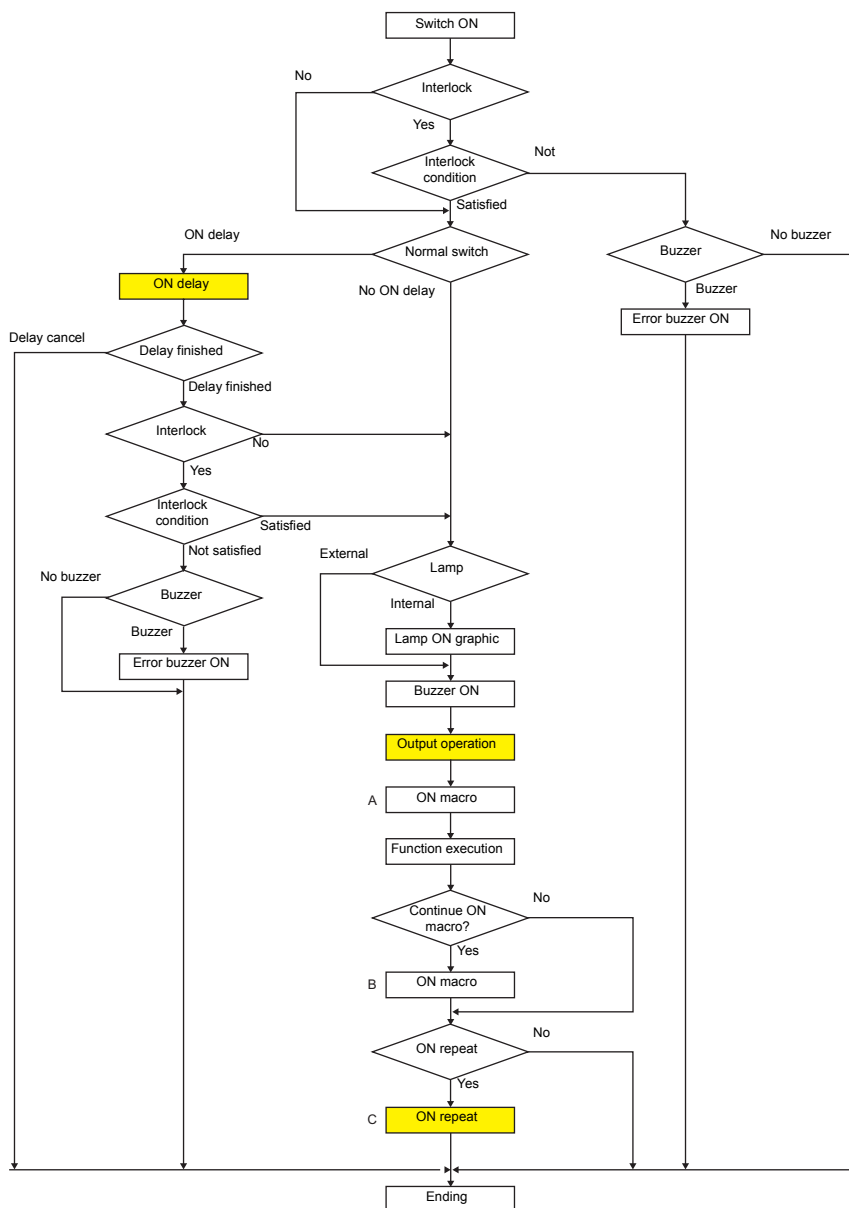 Switch ON
No
Interlock
Yes
Interlock
condition
Not
Satisfied
ON delay
Normal switch
Buzzer
No buzzer
ON delay
No ON delay
Buzzer
Error buzzer ON
Delay cancel
Delay finished
Delay finished
Interlock
No
Yes
Interlock
condition
Satisfied
Not satisfied
External
Lamp
No buzzer
Buzzer
Internal
Buzzer
Lamp ON graphic
Error buzzer ON
Buzzer ON
Output operation
A
ON macro
Function execution
Continue ON
macro?
No
Yes
B
ON macro
ON repeat
No
Yes
C
ON repeat
Ending